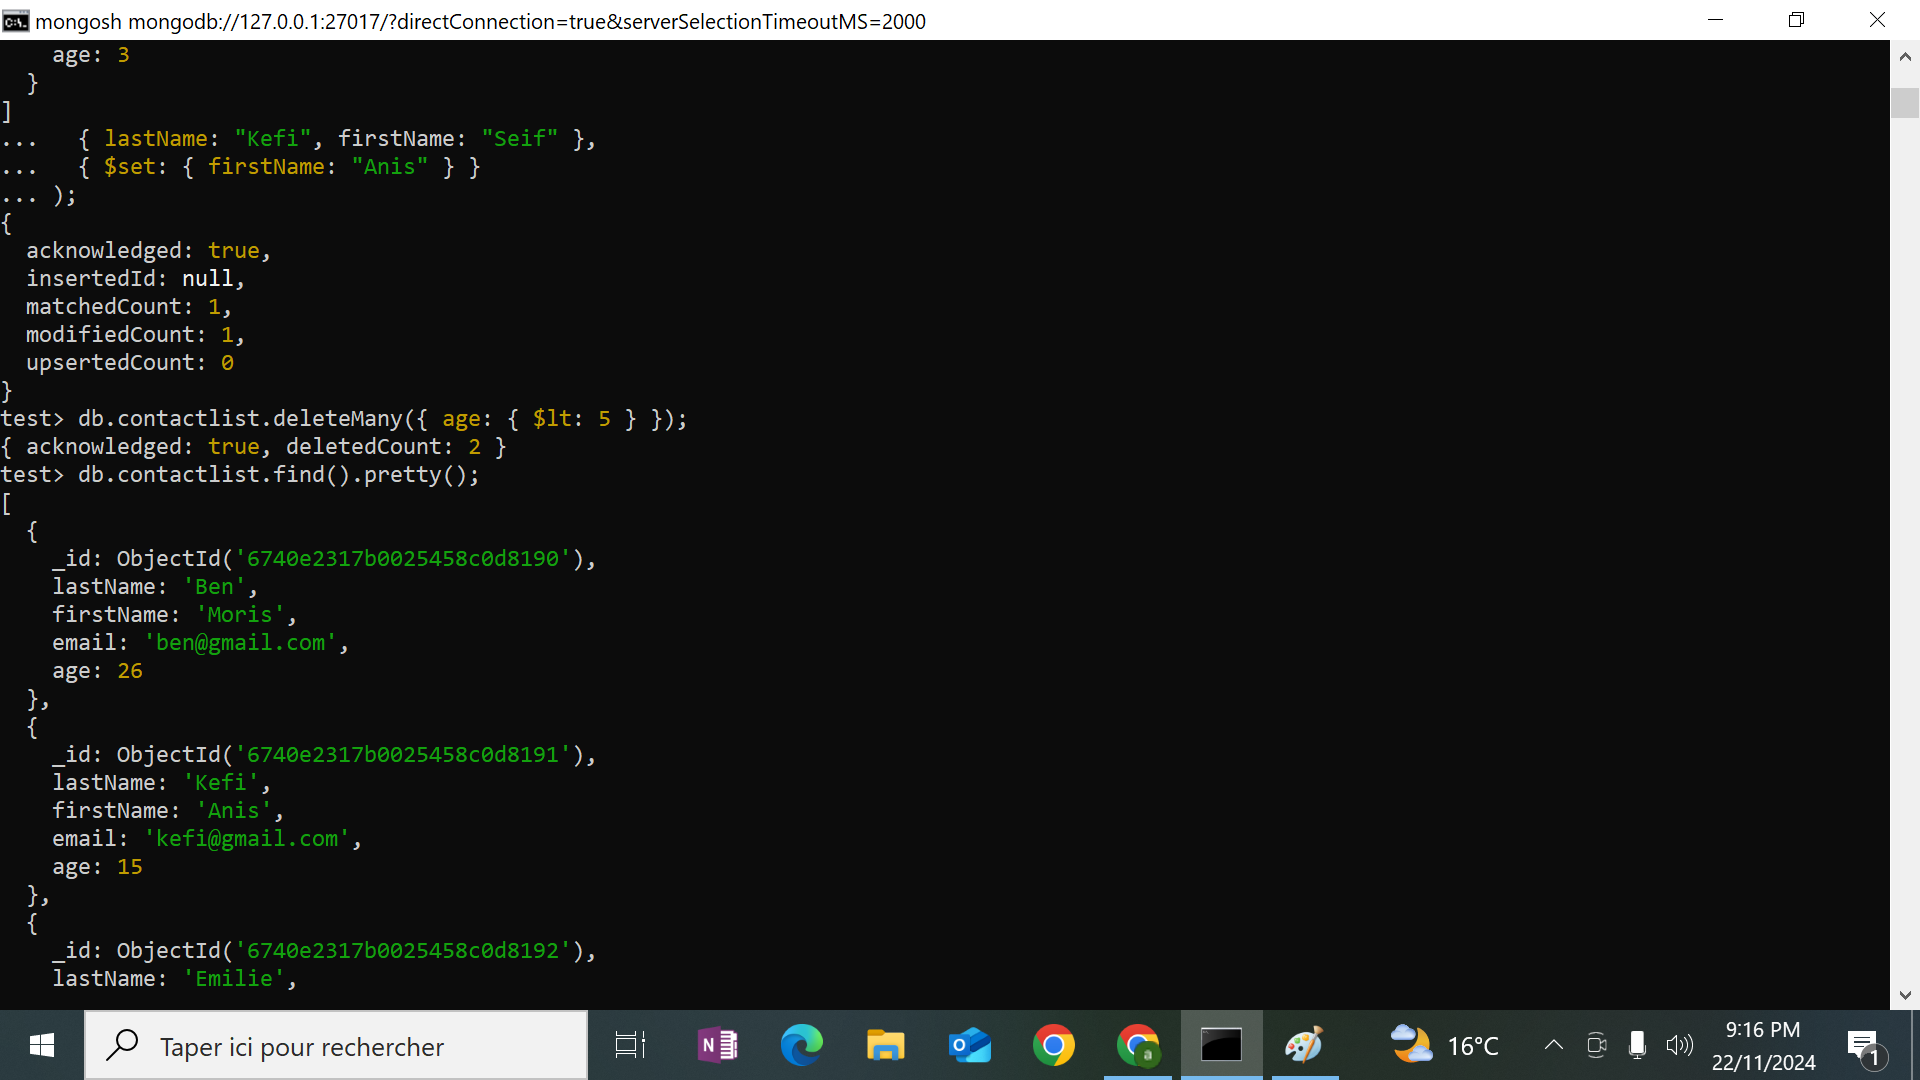 mongosh mongodb://127.0.0.1:27017/?directConnection=true&serverSelectionTimeoutMS=2000
    age: 3
  }
]
...   { lastName: "Kefi", firstName: "Seif" },
...   { $set: { firstName: "Anis" } }
... );
{
  acknowledged: true,
  insertedId: null,
  matchedCount: 1,
  modifiedCount: 1,
  upsertedCount: 0
}
test> db.contactlist.deleteMany({ age: { $lt: 5 } });
{ acknowledged: true, deletedCount: 2 }
test> db.contactlist.find().pretty();
[
  {
    _id: ObjectId('6740e2317b0025458c0d8190'),
    lastName: 'Ben',
    firstName: 'Moris',
    email: 'ben@gmail.com',
    age: 26
  },
  {
    _id: ObjectId('6740e2317b0025458c0d8191'),
    lastName: 'Kefi',
    firstName: 'Anis',
    email: 'kefi@gmail.com',
    age: 15
  },
  {
    _id: ObjectId('6740e2317b0025458c0d8192'),
    lastName: 'Emilie',
Taper ici pour rechercher
16°C
9:16 PM
22/11/2024
1